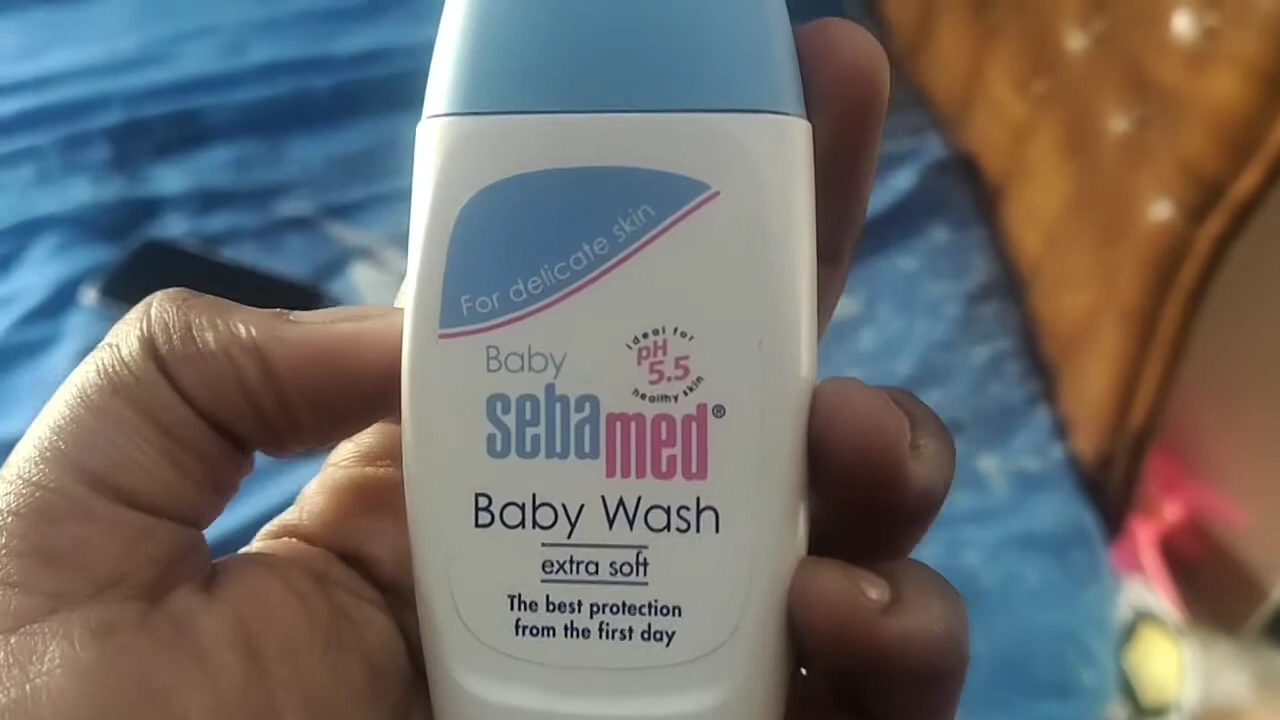 For delicate skin
Baby
ideal for
pH
5.5
healthy skin
sebamed®
Baby Wash
extra soft
The best protection
from the first day